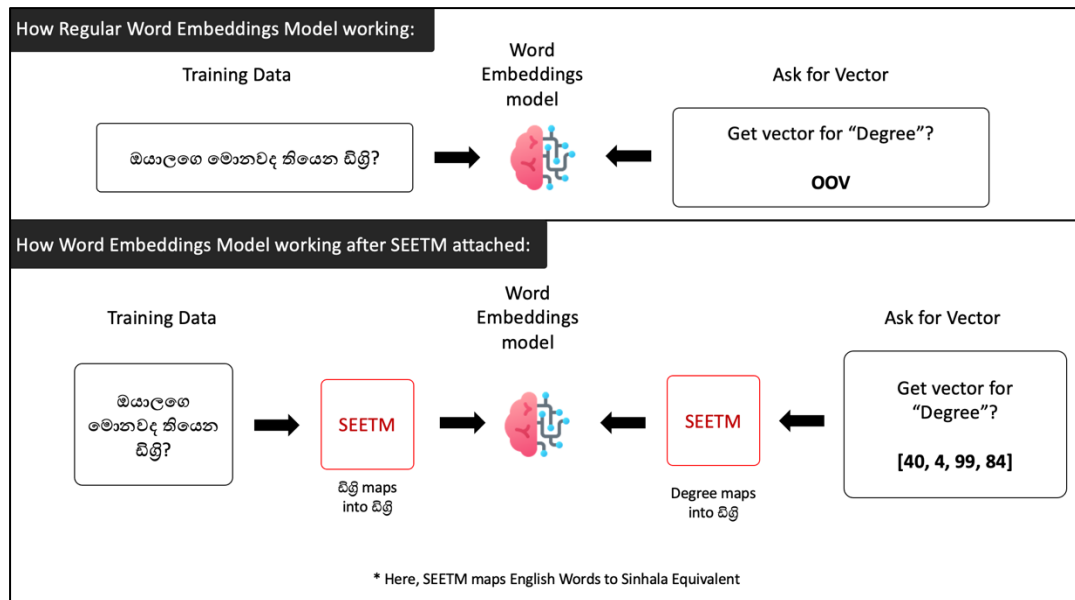 How Regular Word Embeddings Model working:
Training Data
Word
Embeddings
model
Ask for Vector
ඔයාලගෙ මොනවද තියෙන ඩිග්‍රි?
Get vector for “Degree”?
OOV
How Word Embeddings Model working after SEETM attached:
Training Data
Word
Embeddings
model
Ask for Vector
ඔයාලගෙ
මොනවද තියෙන
ඩිග්‍රි?
SEETM
ඩිග්‍රි maps
into ඩිග්‍රි
SEETM
Degree maps
into ඩිග්‍රි
Get vector for
“Degree”?
[40, 4, 99, 84]
* Here, SEETM maps English Words to Sinhala Equivalent